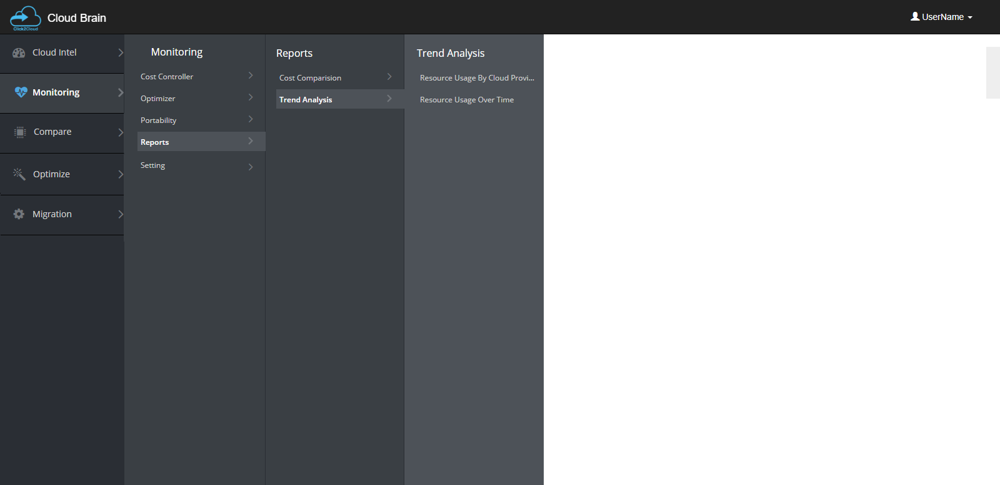 Click2Cloud
Cloud Brain
UserName
Cloud Intel
Monitoring
Compare
Optimize
Migration
Monitoring
Cost Controller
Optimizer
Portability
Reports
Setting
Reports
Cost Comparision
Trend Analysis
Trend Analysis
Resource Usage By Cloud Provi...
Resource Usage Over Time